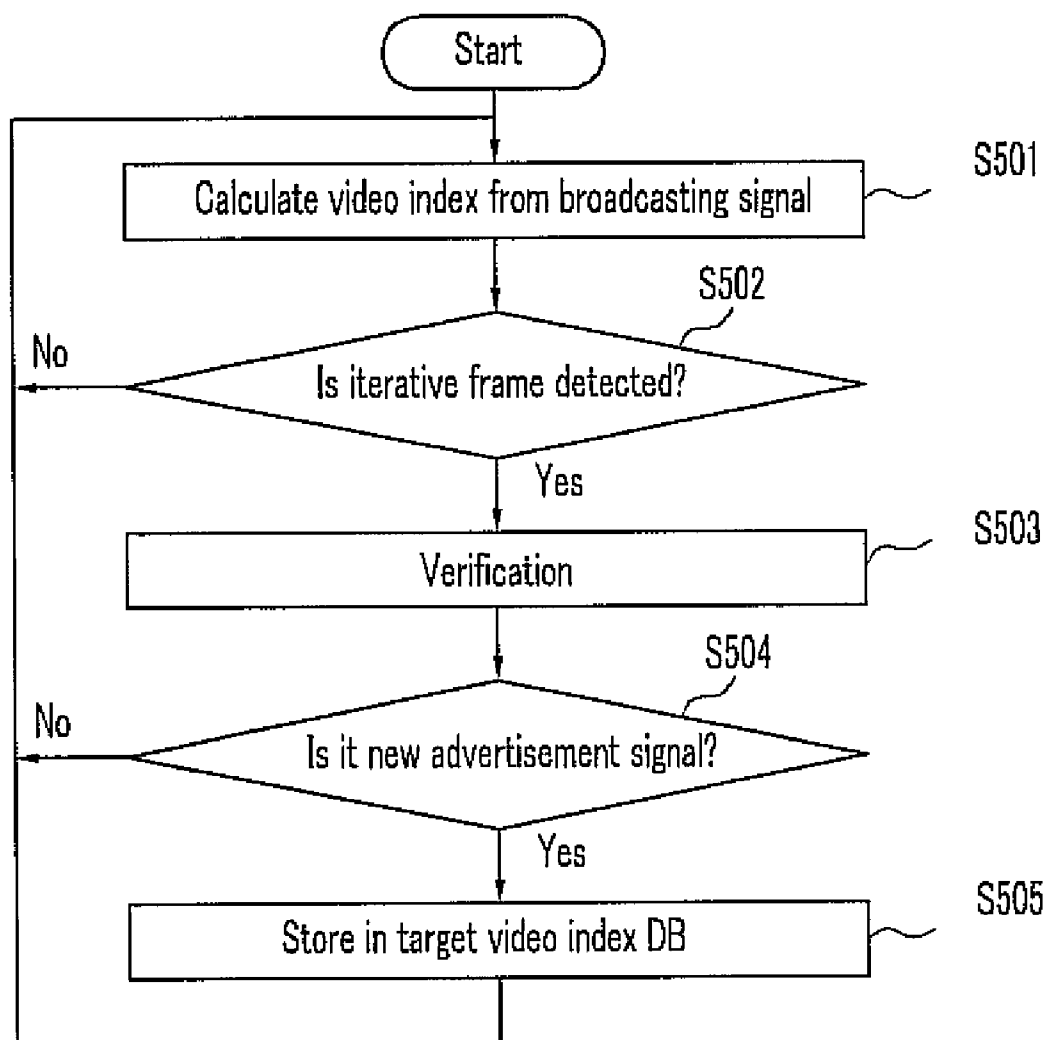 Start
S501
Calculate video index from broadcasting signal
S502
No
Is iterative frame detected?
Yes
S503
Verification
S504
No
Is it new advertisement signal?
Yes
S505
Store in target video index DB